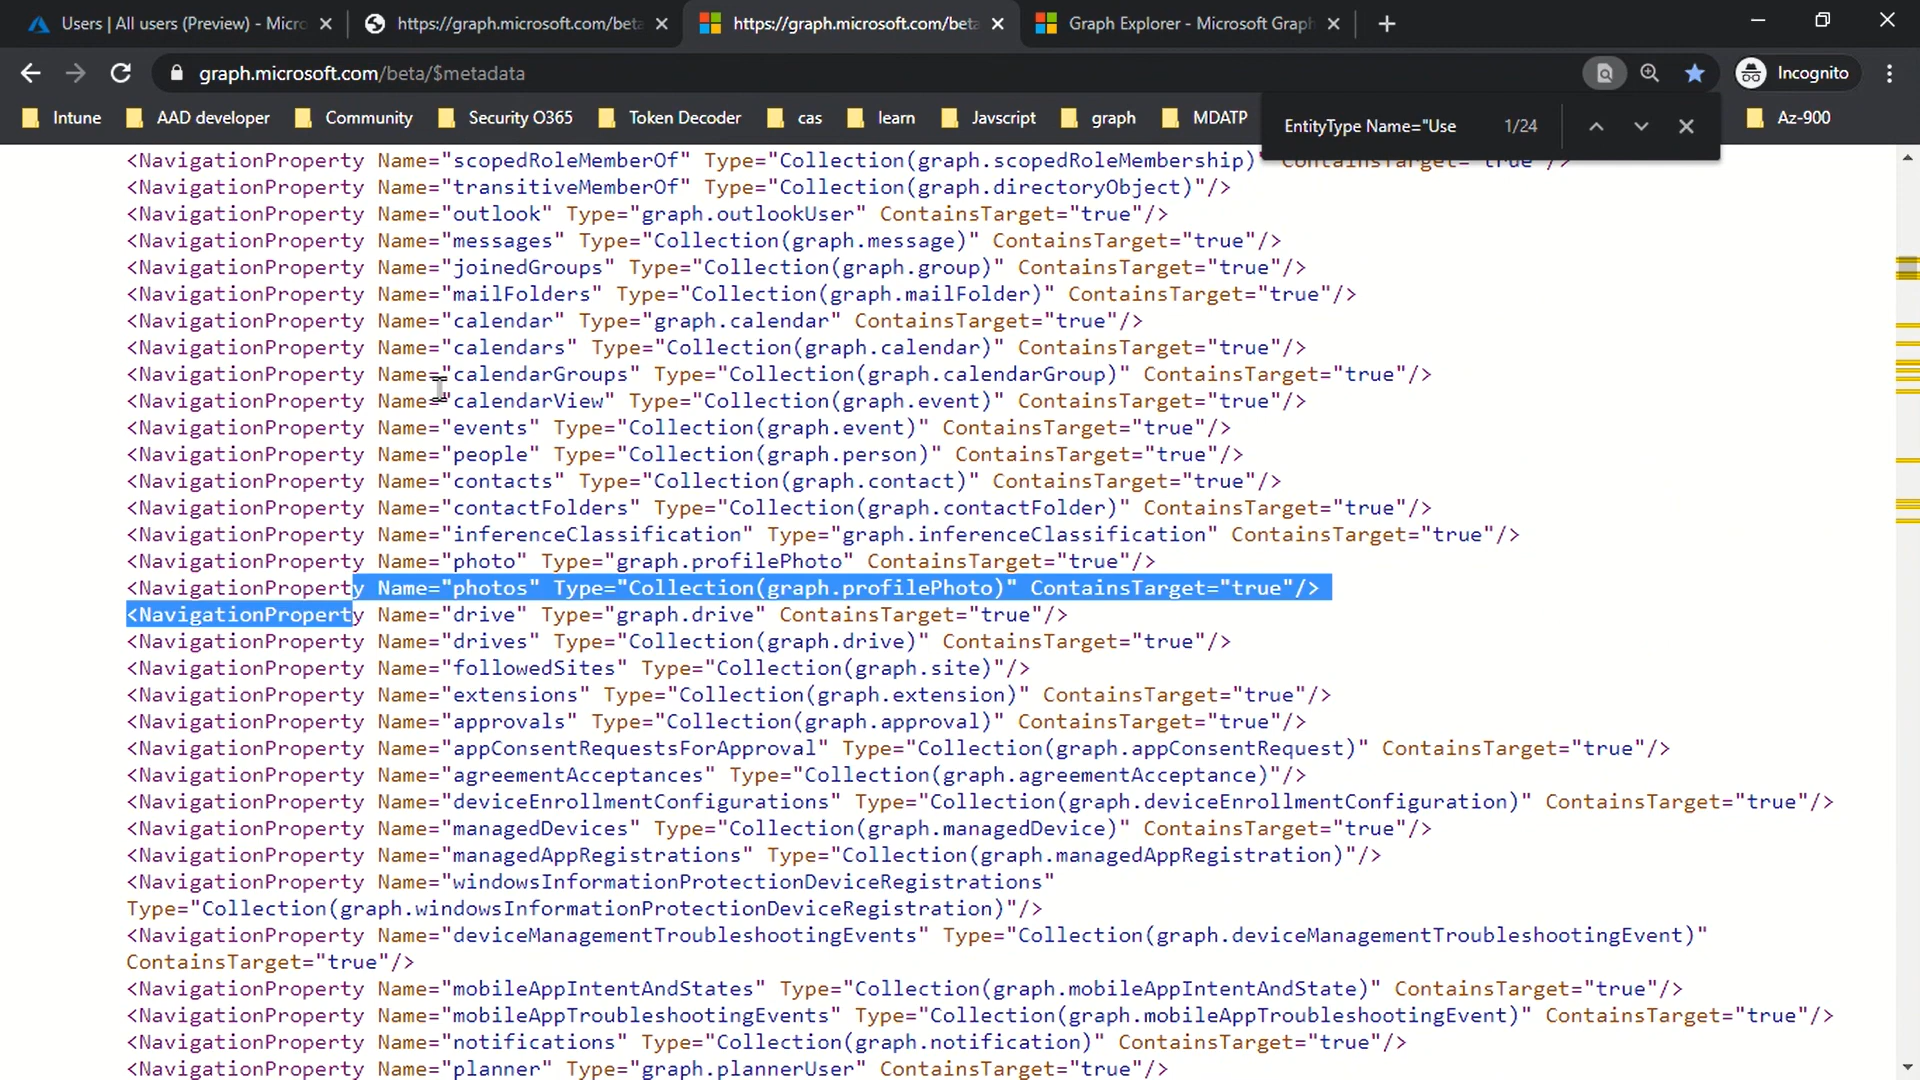 Users | All users (Preview) - Micro
https://graph.microsoft.com/beta
https://graph.microsoft.com/beta
Graph Explorer - Microsoft Graph
graph.microsoft.com/beta/$metadata
Incognito
Intune
AAD developer
Community
Security O365
Token Decoder
cas
learn
Javscript
graph
MDATP
EntityType Name="Use
1/24
Az-900
<NavigationProperty Name="scopedRoleMemberOf" Type="Collection(graph.scopedRoleMembership)" ContainsTarget="true"/>
<NavigationProperty Name="transitiveMemberOf" Type="Collection(graph.directoryObject)"/>
<NavigationProperty Name="outlook" Type="graph.outlookUser" ContainsTarget="true"/>
<NavigationProperty Name="messages" Type="Collection(graph.message)" ContainsTarget="true"/>
<NavigationProperty Name="joinedGroups" Type="Collection(graph.group)" ContainsTarget="true"/>
<NavigationProperty Name="mailFolders" Type="Collection(graph.mailFolder)" ContainsTarget="true"/>
<NavigationProperty Name="calendar" Type="graph.calendar" ContainsTarget="true"/>
<NavigationProperty Name="calendars" Type="Collection(graph.calendar)" ContainsTarget="true"/>
<NavigationProperty Name="calendarGroups" Type="Collection(graph.calendarGroup)" ContainsTarget="true"/>
<NavigationProperty Name="calendarView" Type="Collection(graph.event)" ContainsTarget="true"/>
<NavigationProperty Name="events" Type="Collection(graph.event)" ContainsTarget="true"/>
<NavigationProperty Name="people" Type="Collection(graph.person)" ContainsTarget="true"/>
<NavigationProperty Name="contacts" Type="Collection(graph.contact)" ContainsTarget="true"/>
<NavigationProperty Name="contactFolders" Type="Collection(graph.contactFolder)" ContainsTarget="true"/>
<NavigationProperty Name="inferenceClassification" Type="graph.inferenceClassification" ContainsTarget="true"/>
<NavigationProperty Name="photo" Type="graph.profilePhoto" ContainsTarget="true"/>
<NavigationProperty Name="photos" Type="Collection(graph.profilePhoto)" ContainsTarget="true"/>
<NavigationProperty Name="drive" Type="graph.drive" ContainsTarget="true"/>
<NavigationProperty Name="drives" Type="Collection(graph.drive)" ContainsTarget="true"/>
<NavigationProperty Name="followedSites" Type="Collection(graph.site)"/>
<NavigationProperty Name="extensions" Type="Collection(graph.extension)" ContainsTarget="true"/>
<NavigationProperty Name="approvals" Type="Collection(graph.approval)" ContainsTarget="true"/>
<NavigationProperty Name="appConsentRequestsForApproval" Type="Collection(graph.appConsentRequest)" ContainsTarget="true"/>
<NavigationProperty Name="agreementAcceptances" Type="Collection(graph.agreementAcceptance)"/>
<NavigationProperty Name="deviceEnrollmentConfigurations" Type="Collection(graph.deviceEnrollmentConfiguration)" ContainsTarget="true"/>
<NavigationProperty Name="managedDevices" Type="Collection(graph.managedDevice)" ContainsTarget="true"/>
<NavigationProperty Name="managedAppRegistrations" Type="Collection(graph.managedAppRegistration)"/>
<NavigationProperty Name="windowsInformationProtectionDeviceRegistrations"
Type="Collection(graph.windowsInformationProtectionDeviceRegistration)"/>
<NavigationProperty Name="deviceManagementTroubleshootingEvents" Type="Collection(graph.deviceManagementTroubleshootingEvent)"
ContainsTarget="true"/>
<NavigationProperty Name="mobileAppIntentAndStates" Type="Collection(graph.mobileAppIntentAndState)" ContainsTarget="true"/>
<NavigationProperty Name="mobileAppTroubleshootingEvents" Type="Collection(graph.mobileAppTroubleshootingEvent)" ContainsTarget="true"/>
<NavigationProperty Name="notifications" Type="Collection(graph.notification)" ContainsTarget="true"/>
<NavigationProperty Name="planner" Type="graph.plannerUser" ContainsTarget="true"/>